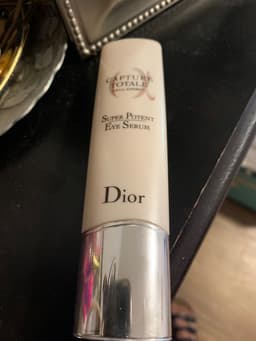 CAPTURE
TOTALE
SUPER POTENT
EYE SERUM
Dior